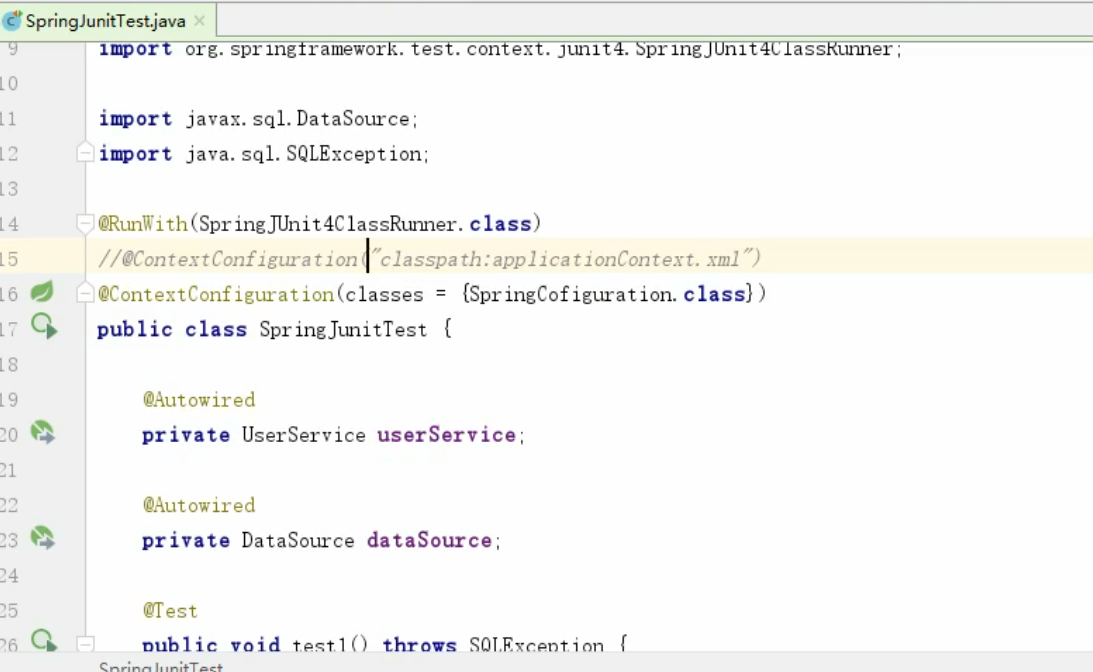 SpringJunitTest.java
9 import org.springframework.test.context.junit4.SpringJUnit4ClassRunner;
10
11 import javax.sql.DataSource;
12 import java.sql.SQLException;
13
14 @RunWith(SpringJUnit4ClassRunner.class)
15 //@ContextConfiguration("classpath:applicationContext.xml")
16 @ContextConfiguration(classes = {SpringCofiguration.class})
17 public class SpringJunitTest {
18
19 @Autowired
20 private UserService userService;
21
22 @Autowired
23 private DataSource dataSource;
24
25 @Test
26 public void test1() throws SQLException {
SpringJunitTest